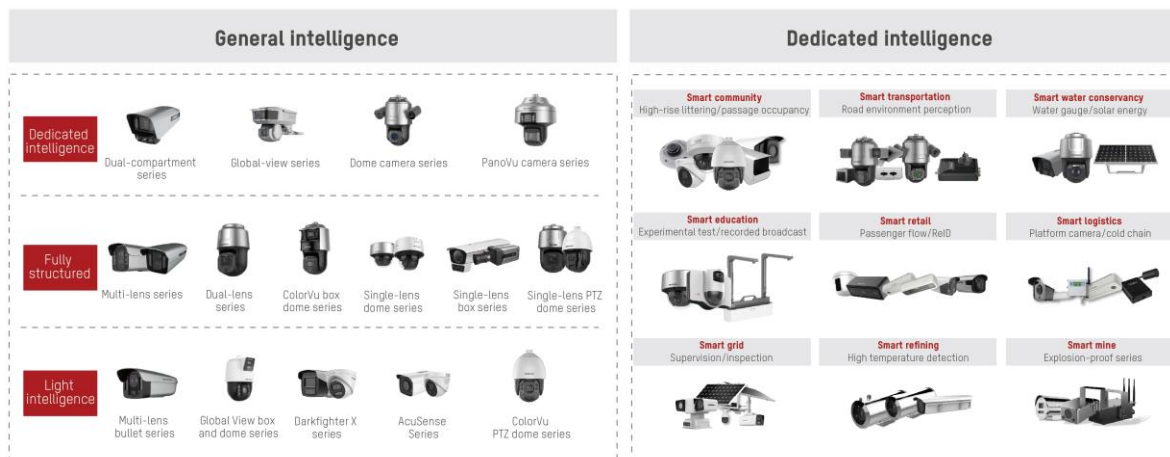 General intelligence
Dedicated
intelligence
Dual-compartment
series
Global-view series
Dome camera series
PanoVu camera series
Fully
structured
Multi-lens series
Dual-lens
series
ColorVu box
dome series
Single-lens
dome series
Single-lens
box series
Single-lens PTZ
dome series
Light
intelligence
Multi-lens
bullet series
Global View box
and dome series
Darkfighter X
series
AcuSense
Series
ColorVu
PTZ dome series
Dedicated intelligence
Smart community
High-rise littering/passage occupancy
Smart transportation
Road environment perception
Smart water conservancy
Water gauge/solar energy
Smart education
Experimental test/recorded broadcast
Smart retail
Passenger flow/ReID
Smart logistics
Platform camera/cold chain
Smart grid
Supervision/inspection
Smart refining
High temperature detection
Smart mine
Explosion-proof series